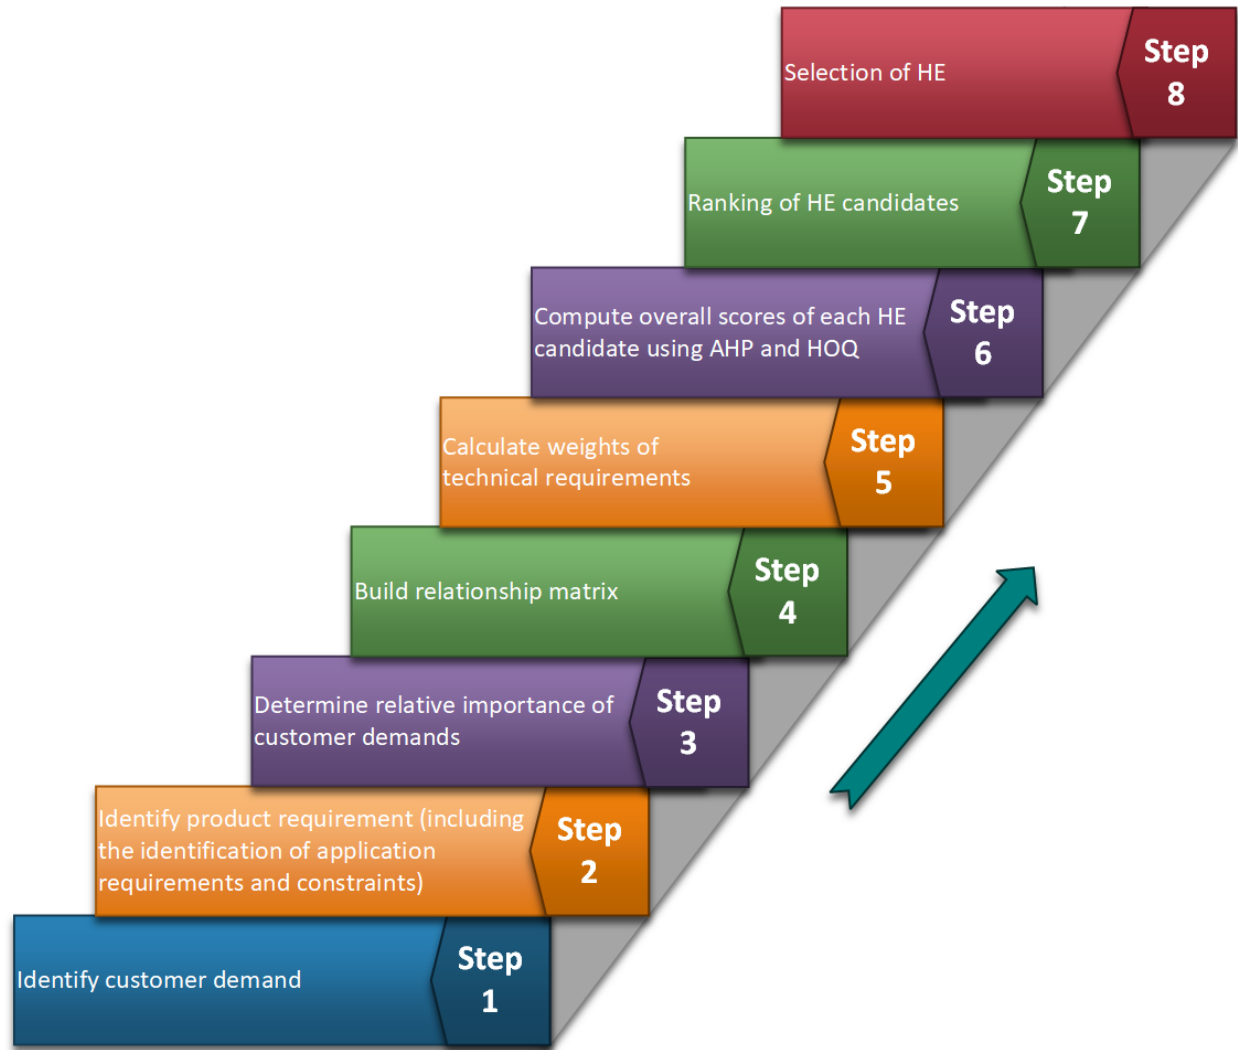 Selection of HE
Step
8
Ranking of HE candidates
Step
7
Compute overall scores of each HE
candidate using AHP and HOQ
Step
6
Calculate weights of
technical requirements
Step
5
Build relationship matrix
Step
4
Determine relative importance of
customer demands
Step
3
Identify product requirement (including
the identification of application
requirements and constraints)
Step
2
Identify customer demand
Step
1